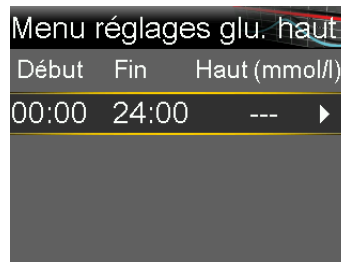 Menu réglages glu. haut
Début Fin Haut (mmol/l)
00:00 24:00 ---